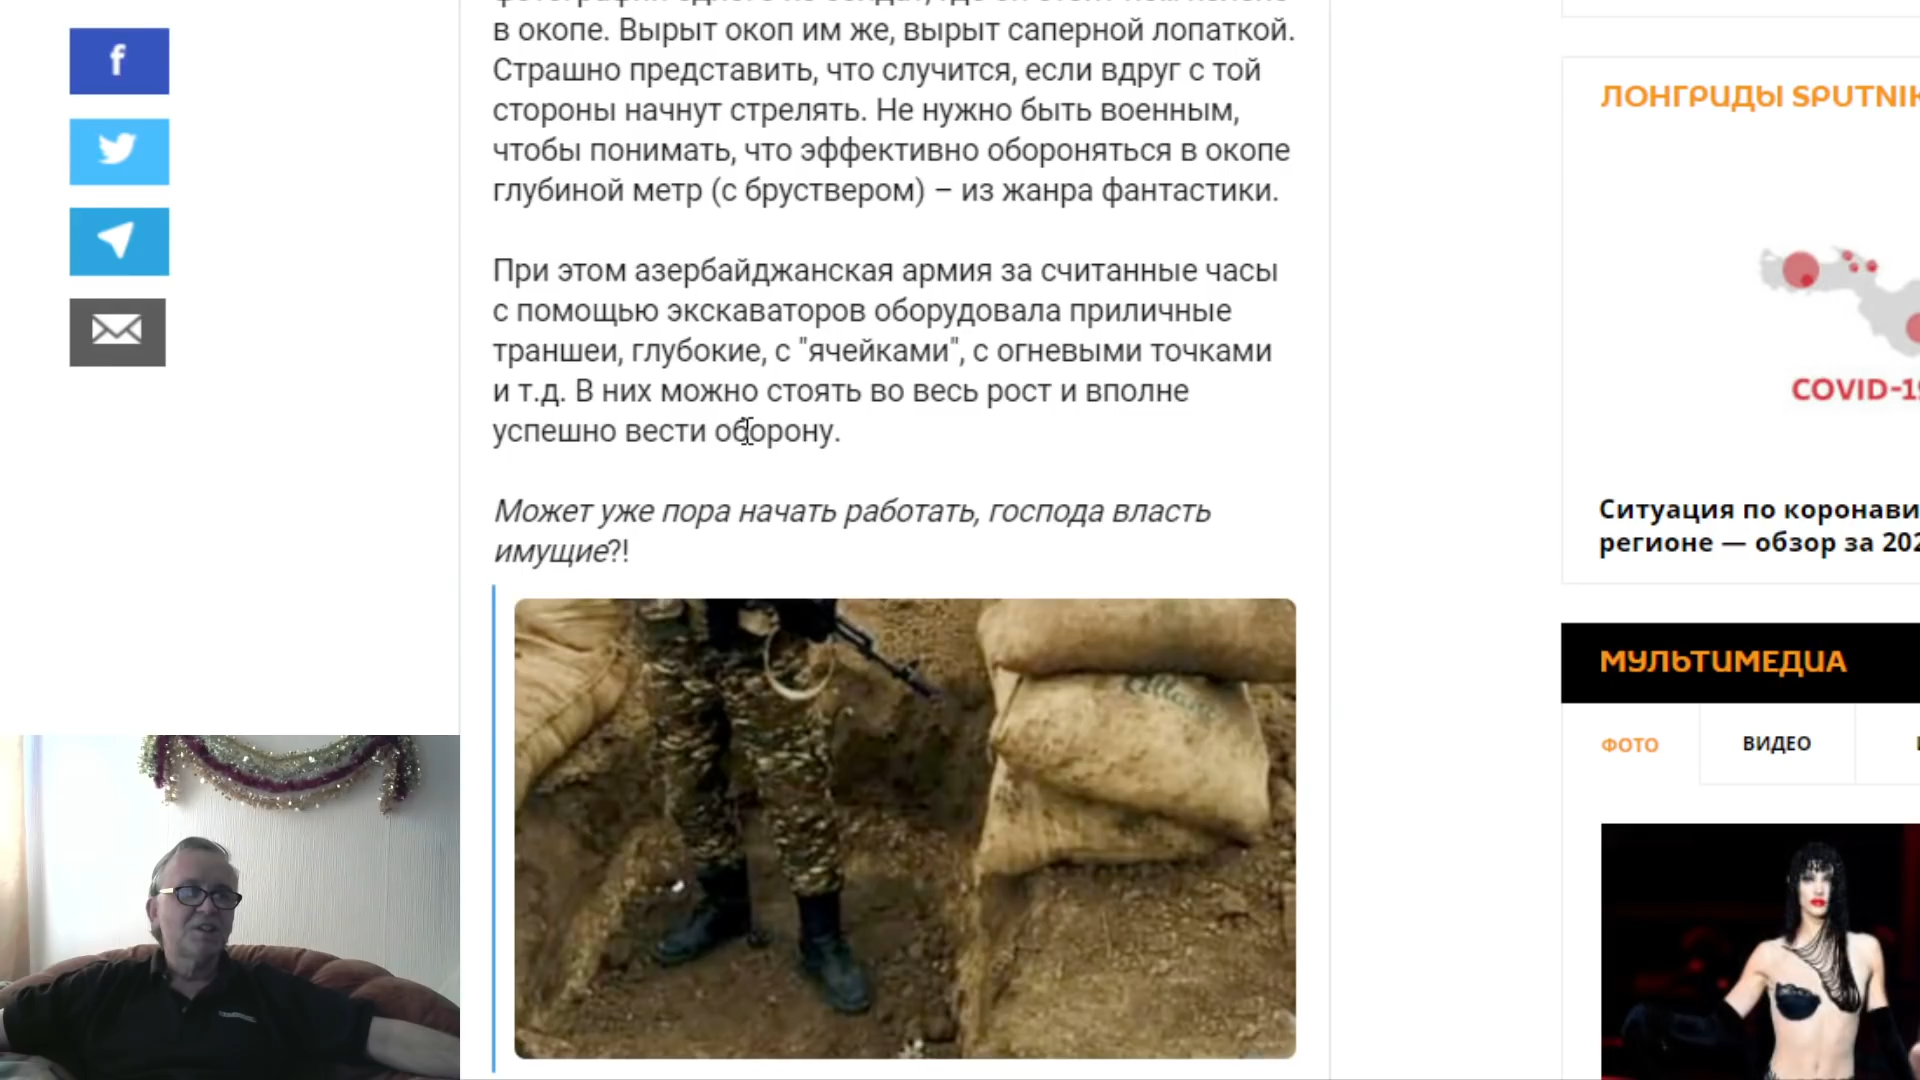 в окопе. Вырыт окоп им же, вырыт саперной лопаткой.
Страшно представить, что случится, если вдруг с той
стороны начнут стрелять. Не нужно быть военным,
чтобы понимать, что эффективно обороняться в окопе
глубиной метр (с бруствером) – из жанра фантастики.
При этом азербайджанская армия за считанные часы
с помощью экскаваторов оборудовала приличные
траншеи, глубокие, с "ячейками", с огневыми точками
и т.д. В них можно стоять во весь рост и вполне
успешно вести оборону.
Может уже пора начать работать, господа власть
имущие?!
ЛОНГРИДЫ SPUTNIK
COVID-19
Ситуация по коронави
регионе — обзор за 202
МУЛЬТИМЕДИА
ФОТО
ВИДЕО